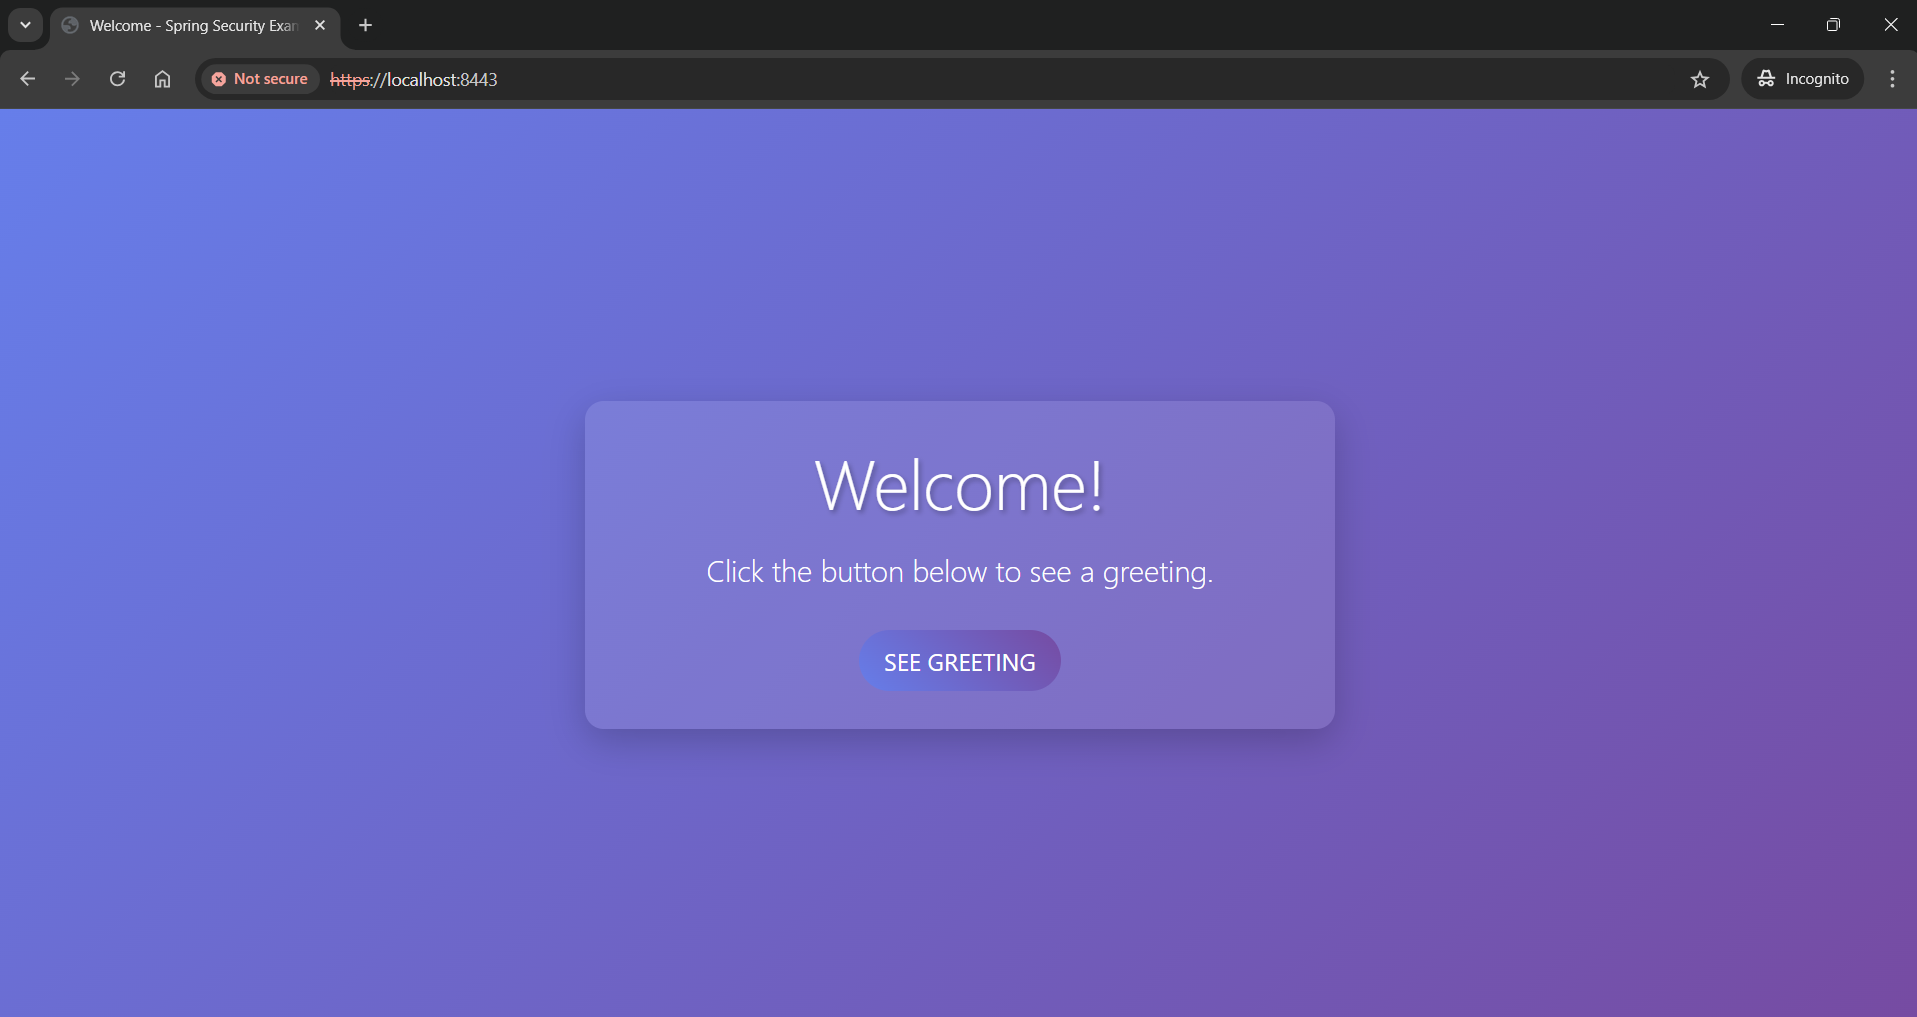 Welcome - Spring Security Exam
Not secure https://localhost:8443
Incognito
Welcome!
Click the button below to see a greeting.
SEE GREETING